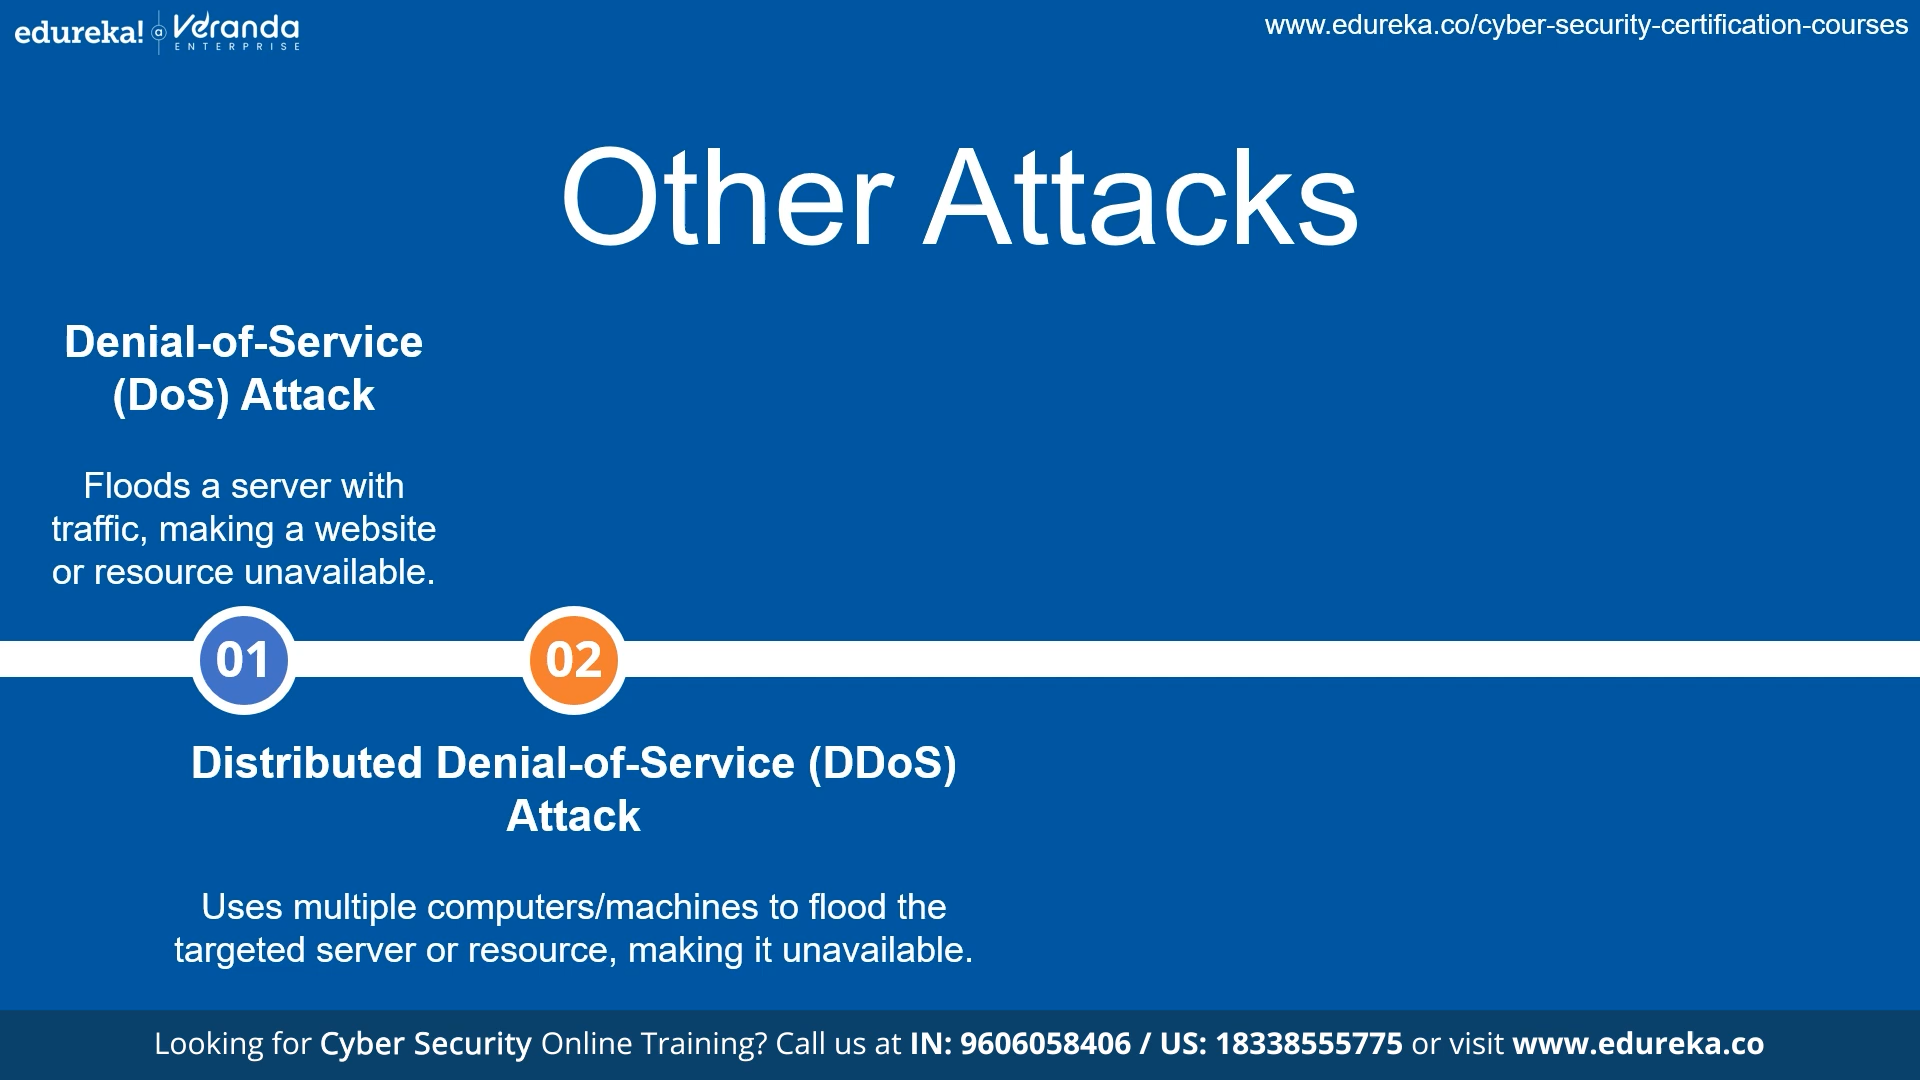 edureka! a Veranda
ENTERPRISE
www.edureka.co/cyber-security-certification-courses
Other Attacks
Denial-of-Service
(DoS) Attack
Floods a server with
traffic, making a website
or resource unavailable.
01
02
Distributed Denial-of-Service (DDoS)
Attack
Uses multiple computers/machines to flood the
targeted server or resource, making it unavailable.
Looking for Cyber Security Online Training? Call us at IN: 9606058406 / US: 18338555775 or visit www.edureka.co